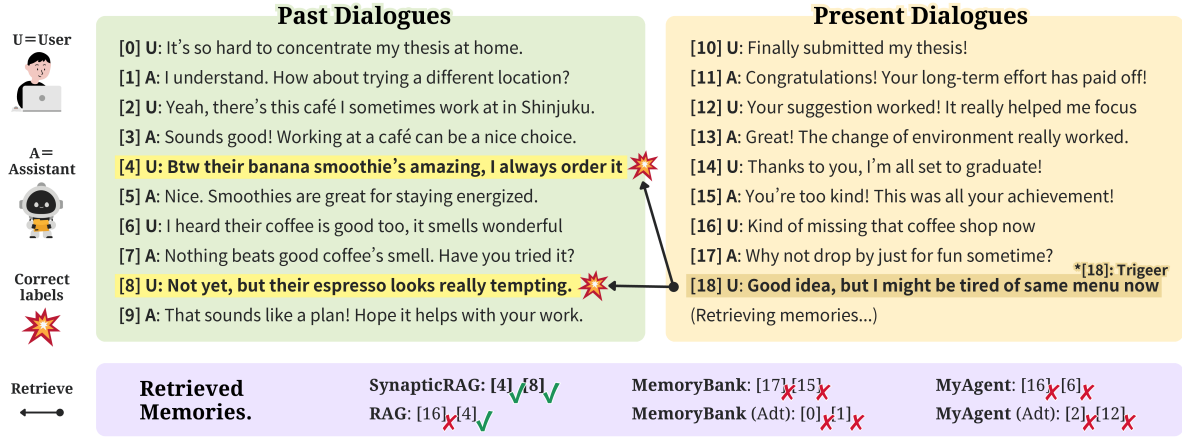 Past Dialogues
Present Dialogues
U=User
A=
Assistant
Correct
labels
Retrieve
[0] U: It's so hard to concentrate my thesis at home.
[1] A: I understand. How about trying a different location?
[2] U: Yeah, there's this café I sometimes work at in Shinjuku.
[3] A: Sounds good! Working at a café can be a nice choice.
[4] U: Btw their banana smoothie's amazing, I always order it
[5] A: Nice. Smoothies are great for staying energized.
[6] U: I heard their coffee is good too, it smells wonderful
[7] A: Nothing beats good coffee's smell. Have you tried it?
[8] U: Not yet, but their espresso looks really tempting.
[9] A: That sounds like a plan! Hope it helps with your work.
[10] U: Finally submitted my thesis!
[11] A: Congratulations! Your long-term effort has paid off!
[12] U: Your suggestion worked! It really helped me focus
[13] A: Great! The change of environment really worked.
[14] U: Thanks to you, I'm all set to graduate!
[15] A: You're too kind! This was all your achievement!
[16] U: Kind of missing that coffee shop now
[17] A: Why not drop by just for fun sometime?
*[18]: Trigeer
[18] U: Good idea, but I might be tired of same menu now
(Retrieving memories...)
Retrieved
Memories.
SynapticRAG: [4] [8]
RAG: [16] [4]
MemoryBank: [17] [15]
MemoryBank (Adt): [0] [1]
MyAgent: [16] [6]
MyAgent (Adt): [2] [12]